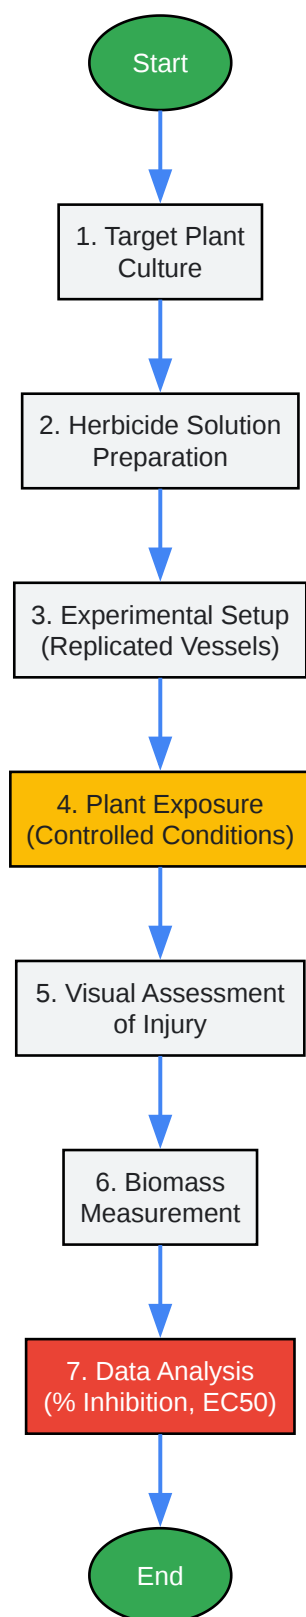 Start
1. Target Plant
Culture
2. Herbicide Solution
Preparation
3. Experimental Setup
(Replicated Vessels)
4. Plant Exposure
(Controlled Conditions)
5. Visual Assessment
of Injury
6. Biomass
Measurement
7. Data Analysis
(% Inhibition, EC50)
End